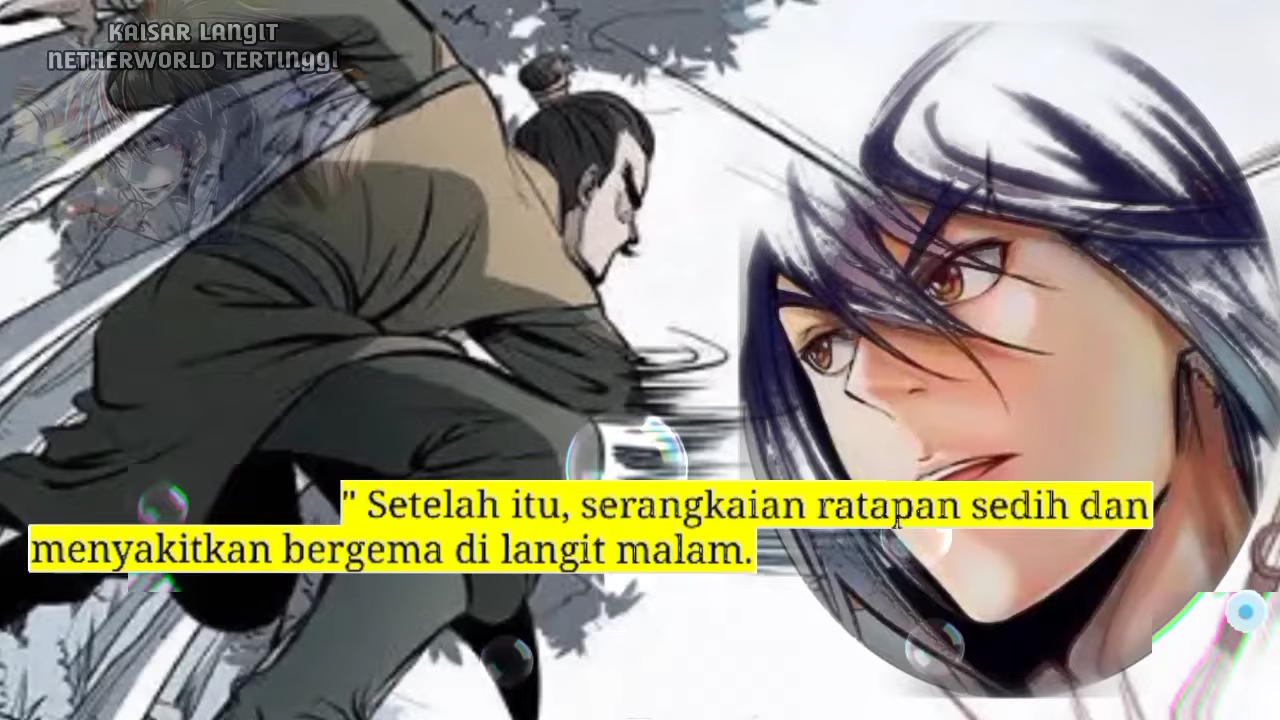 KAISAR LANGIT
NETHERWORLD TERTINGGI
" Setelah itu, serangkaian ratapan sedih dan
menyakitkan bergema di langit malam.